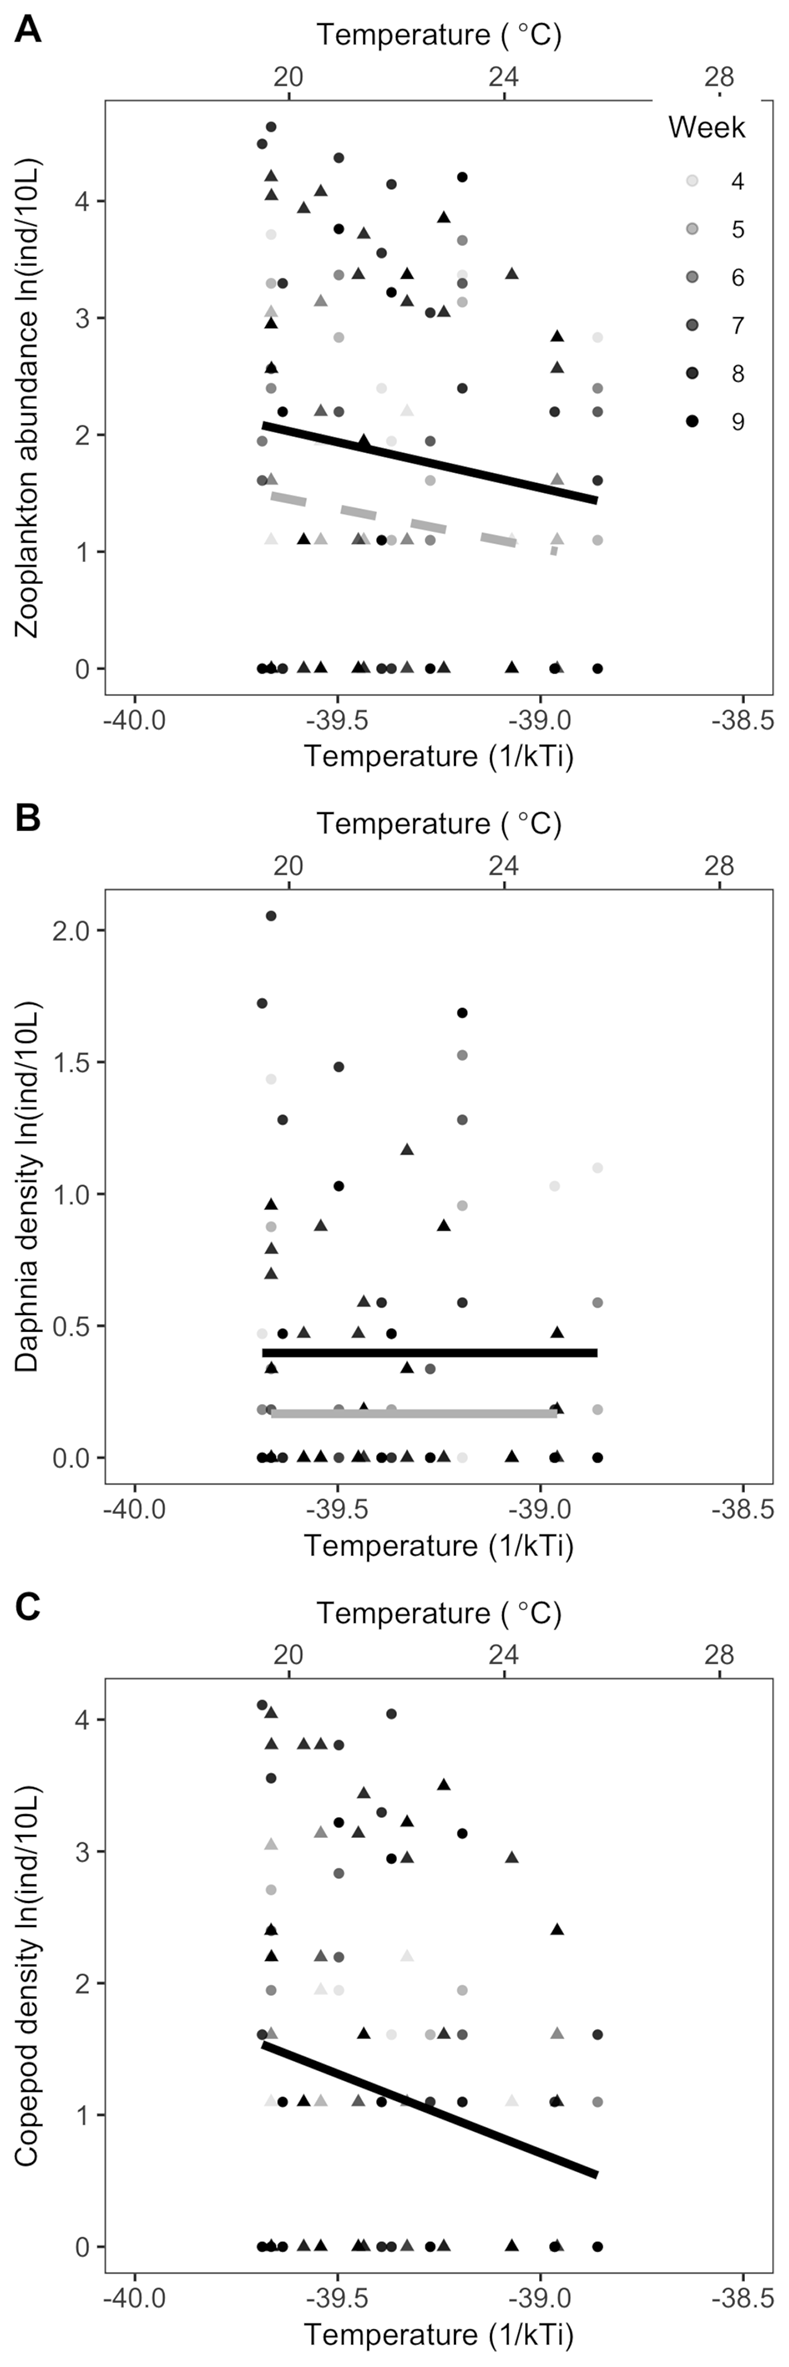 A
Temperature ( °C)
20 24 28
Zooplankton abundance ln(ind/10L)
Week
4
5
6
7
8
9
4
3
2
1
0
-40.0 -39.5 -39.0 -38.5
Temperature (1/kTi)
B
Temperature ( °C)
20 24 28
Daphnia density ln(ind/10L)
2.0
1.5
1.0
0.5
0.0
-40.0 -39.5 -39.0 -38.5
Temperature (1/kTi)
C
Temperature ( °C)
20 24 28
Copepod density ln(ind/10L)
4
3
2
1
0
-40.0 -39.5 -39.0 -38.5
Temperature (1/kTi)